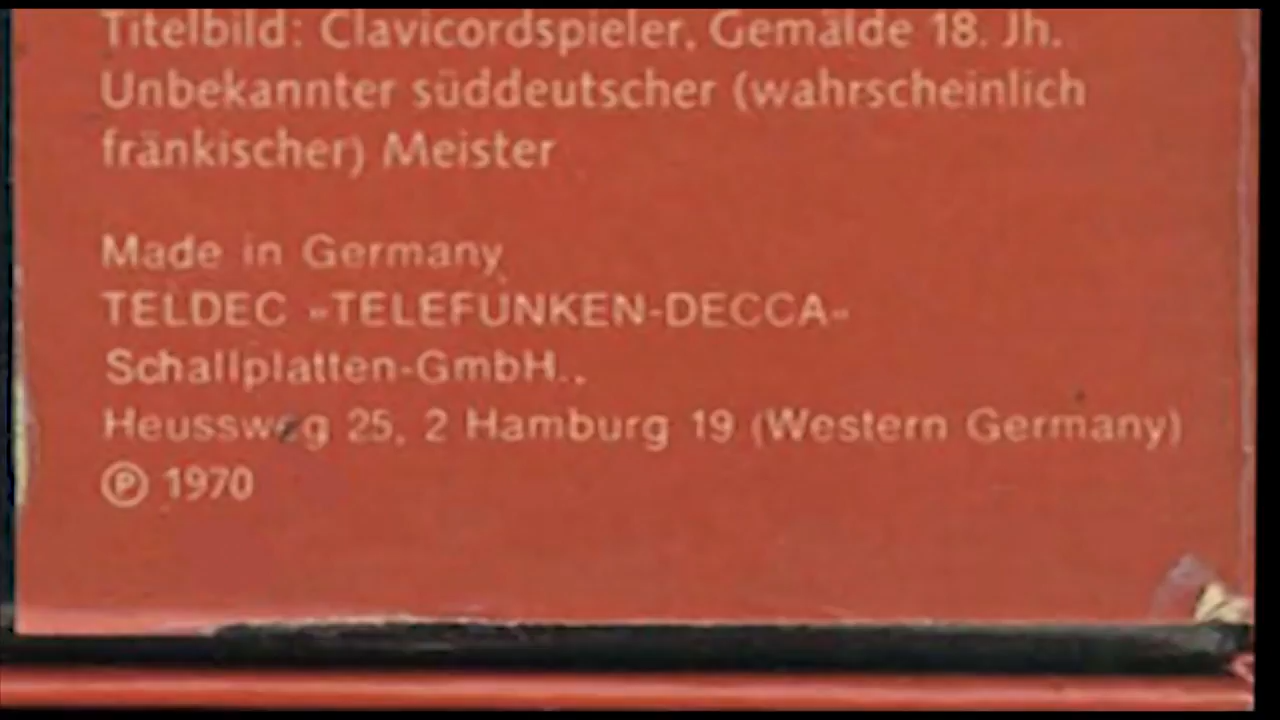 Titelbild: Clavicordspieler, Gemälde 18. Jh.
Unbekannter süddeutscher (wahrscheinlich
fränkischer) Meister
Made in Germany
TELDEC »TELEFUNKEN-DECCA«
Schallplatten-GmbH.,
Heussweg 25, 2 Hamburg 19 (Western Germany)
℗ 1970